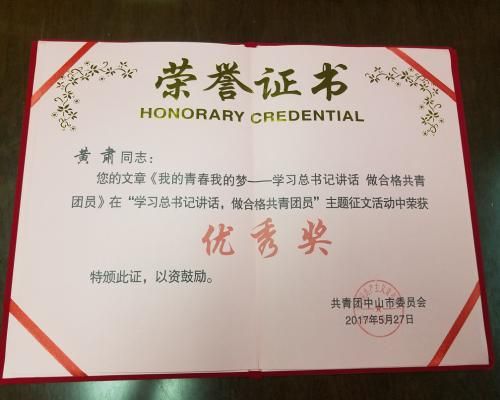 荣誉证书
HONORARY CREDENTIAL
黄肃同志：
您的文章《我的青春我的梦——学习总书记讲话 做合格共青
团员》在“学习总书记讲话，做合格共青团员”主题征文活动中荣获
优秀奖
特颁此证，以资鼓励。
共青团中山市委员会
2017年5月27日